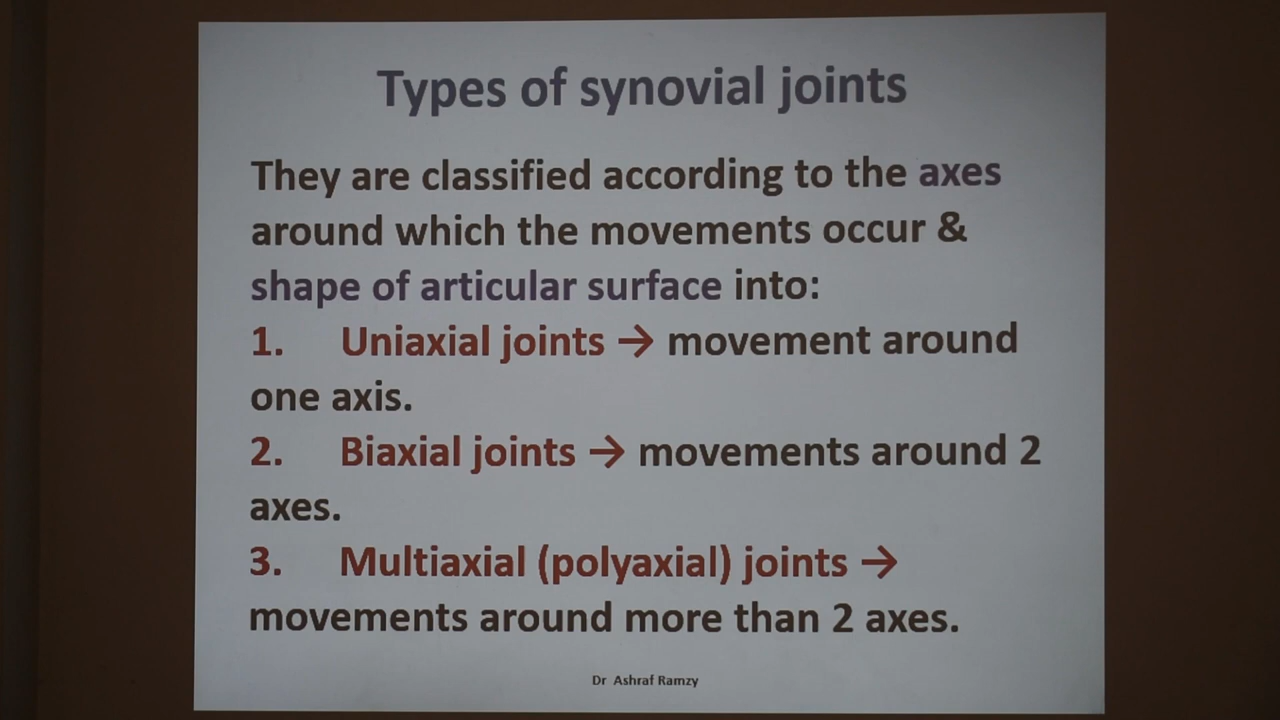 Types of synovial joints
They are classified according to the axes
around which the movements occur &
shape of articular surface into:
1. Uniaxial joints → movement around
one axis.
2. Biaxial joints → movements around 2
axes.
3. Multiaxial (polyaxial) joints →
movements around more than 2 axes.
Dr Ashraf Ramzy